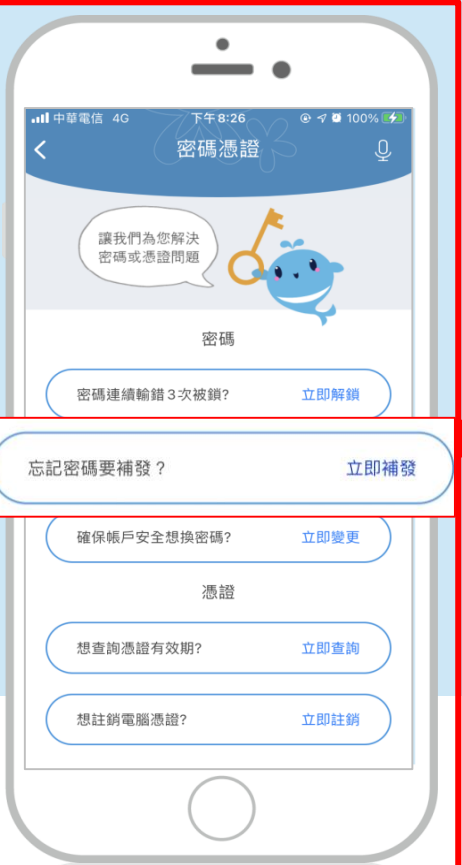 中華電信 4G 下午8:26 100%
密碼憑證
讓我們為您解決
密碼或憑證問題
密碼
密碼連續輸錯3次被鎖? 立即解鎖
忘記密碼要補發？ 立即補發
確保帳戶安全想換密碼? 立即變更
憑證
想查詢憑證有效期? 立即查詢
想註銷電腦憑證? 立即註銷